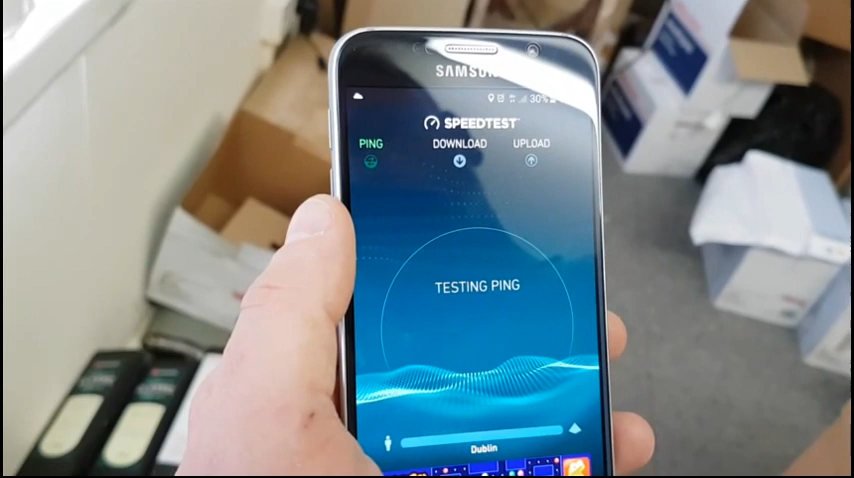 SAMSUNG
30%
SPEEDTEST
PING DOWNLOAD UPLOAD
TESTING PING
Dublin